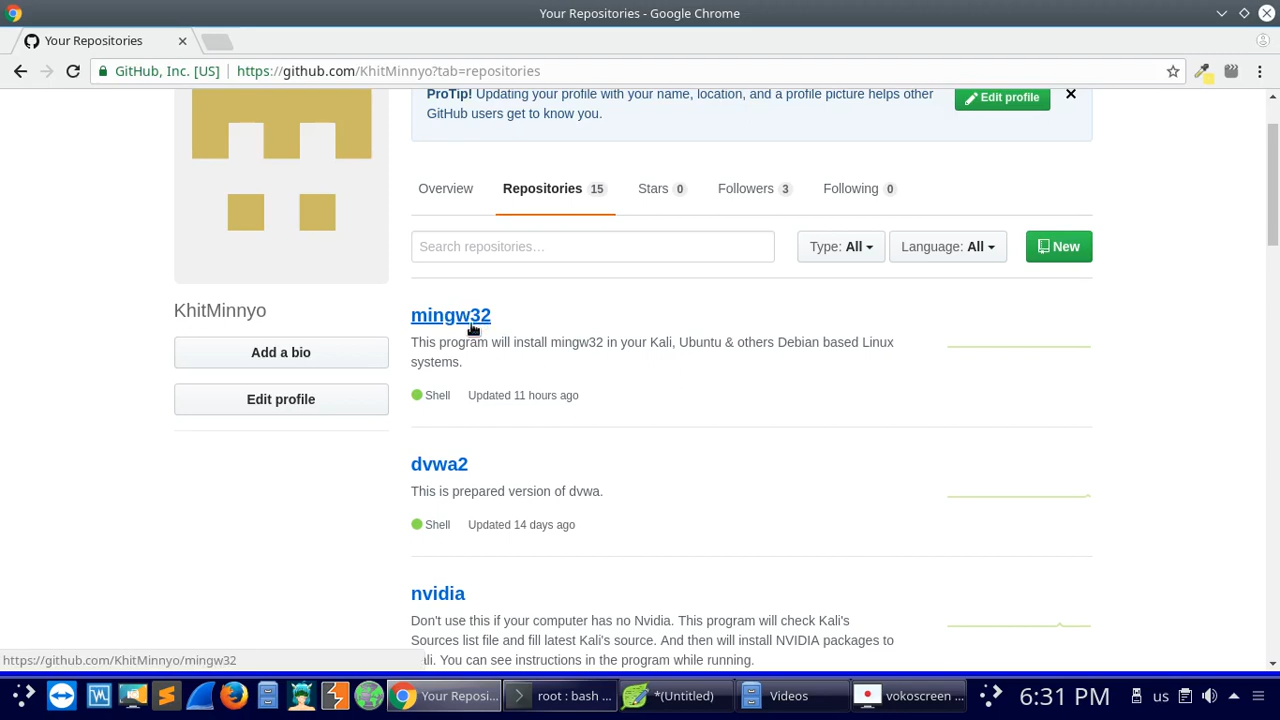 Your Repositories - Google Chrome
Your Repositories
GitHub, Inc. [US] https://github.com/KhitMinnyo?tab=repositories
ProTip! Updating your profile with your name, location, and a profile picture helps other
GitHub users get to know you.
Edit profile
Overview Repositories 15 Stars 0 Followers 3 Following 0
Search repositories…
Type: All Language: All New
KhitMinnyo
Add a bio
Edit profile
mingw32
This program will install mingw32 in your Kali, Ubuntu & others Debian based Linux
systems.
Shell Updated 11 hours ago
dvwa2
This is prepared version of dvwa.
Shell Updated 14 days ago
nvidia
Don't use this if your computer has no Nvidia. This program will check Kali's
Sources list file and fill latest Kali's source. And then will install NVIDIA packages to
ali. You can see instructions in the program while running.
https://github.com/KhitMinnyo/mingw32
Your Reposi... root : bash ... *(Untitled) Videos vokoscreen ... 6:31 PM us